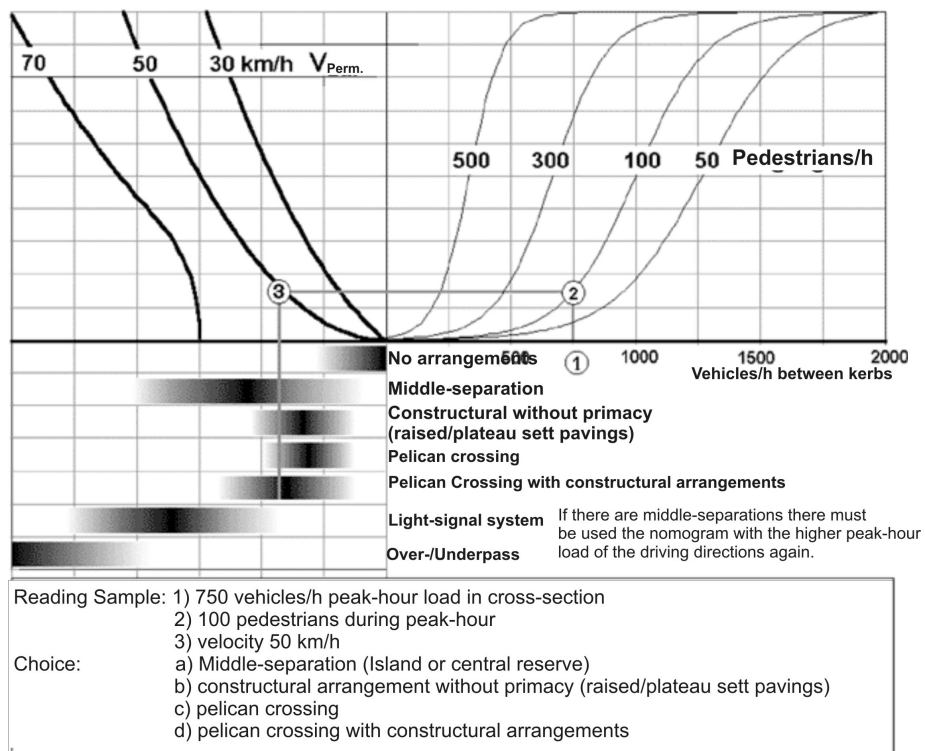 70 50 30 km/h VPerm.
500 300 100 50 Pedestrians/h
3 2
No arrangements 500 1 1000 1500 2000
Vehicles/h between kerbs
Middle-separation
Constructural without primacy
(raised/plateau sett pavings)
Pelican crossing
Pelican Crossing with constructural arrangements
Light-signal system
If there are middle-separations there must
be used the nomogram with the higher peak-hour
load of the driving directions again.
Over-/Underpass
Reading Sample: 1) 750 vehicles/h peak-hour load in cross-section
2) 100 pedestrians during peak-hour
3) velocity 50 km/h
Choice: a) Middle-separation (Island or central reserve)
b) constructural arrangement without primacy (raised/plateau sett pavings)
c) pelican crossing
d) pelican crossing with constructural arrangements